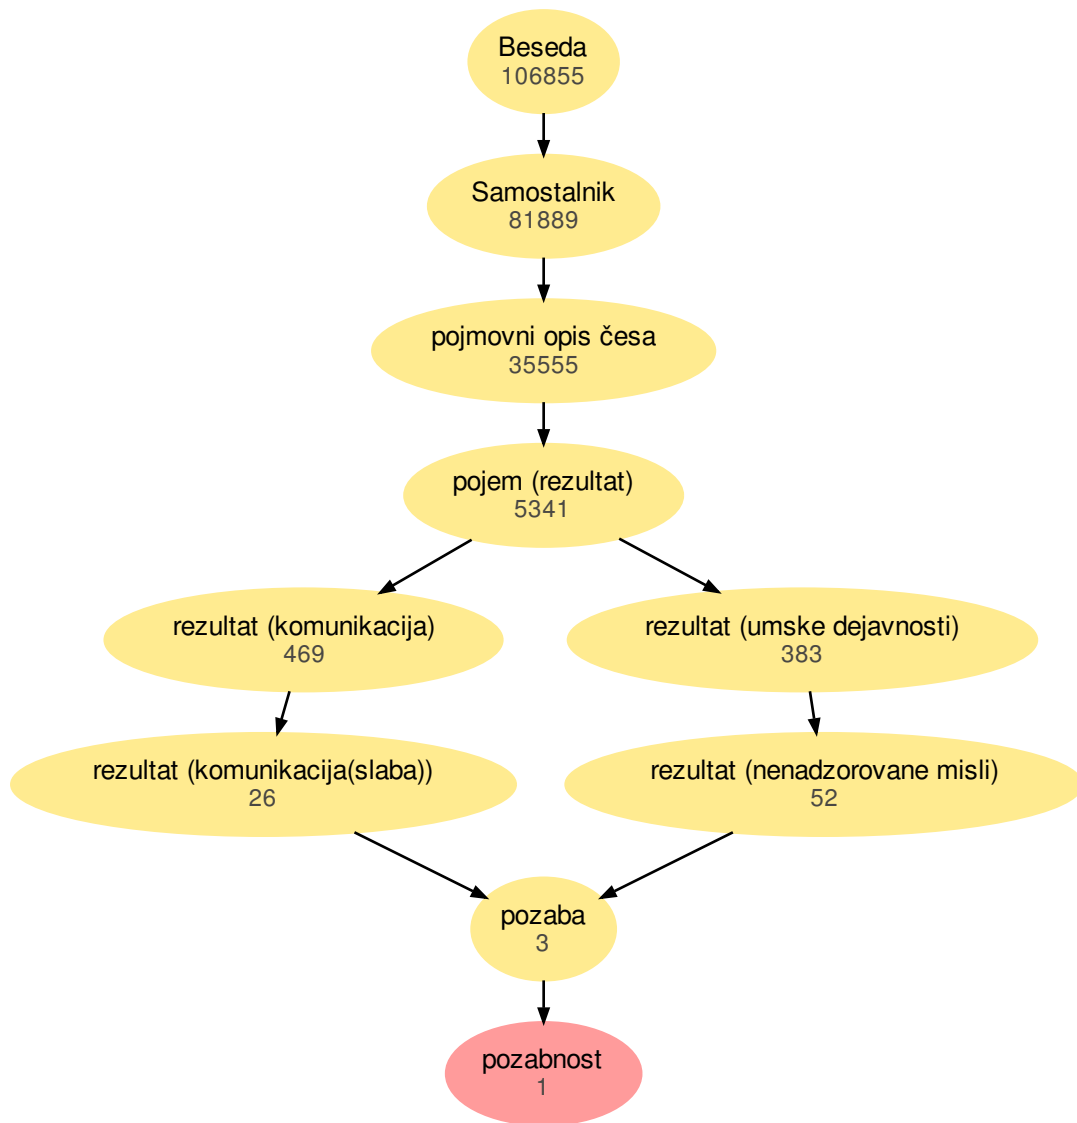 Beseda
106855
Samostalnik
81889
pojmovni opis česa
35555
pojem (rezultat)
5341
rezultat (komunikacija)
469
rezultat (umske dejavnosti)
383
rezultat (komunikacija(slaba))
26
rezultat (nenadzorovane misli)
52
pozaba
3
pozabnost
1